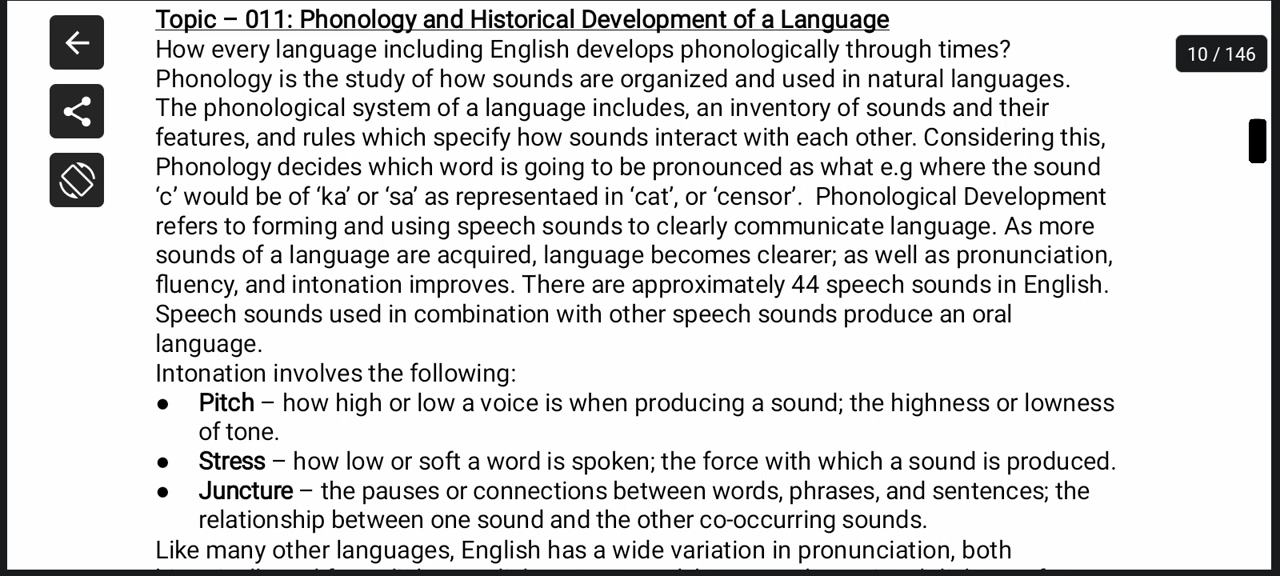 Topic – 011: Phonology and Historical Development of a Language
How every language including English develops phonologically through times?
10 / 146
Phonology is the study of how sounds are organized and used in natural languages.
The phonological system of a language includes, an inventory of sounds and their
features, and rules which specify how sounds interact with each other. Considering this,
Phonology decides which word is going to be pronounced as what e.g where the sound
‘c’ would be of ‘ka’ or ‘sa’ as representaed in ‘cat’, or ‘censor’.  Phonological Development
refers to forming and using speech sounds to clearly communicate language. As more
sounds of a language are acquired, language becomes clearer; as well as pronunciation,
fluency, and intonation improves. There are approximately 44 speech sounds in English.
Speech sounds used in combination with other speech sounds produce an oral
language.
Intonation involves the following:
● Pitch – how high or low a voice is when producing a sound; the highness or lowness
of tone.
● Stress – how low or soft a word is spoken; the force with which a sound is produced.
● Juncture – the pauses or connections between words, phrases, and sentences; the
relationship between one sound and the other co-occurring sounds.
Like many other languages, English has a wide variation in pronunciation, both